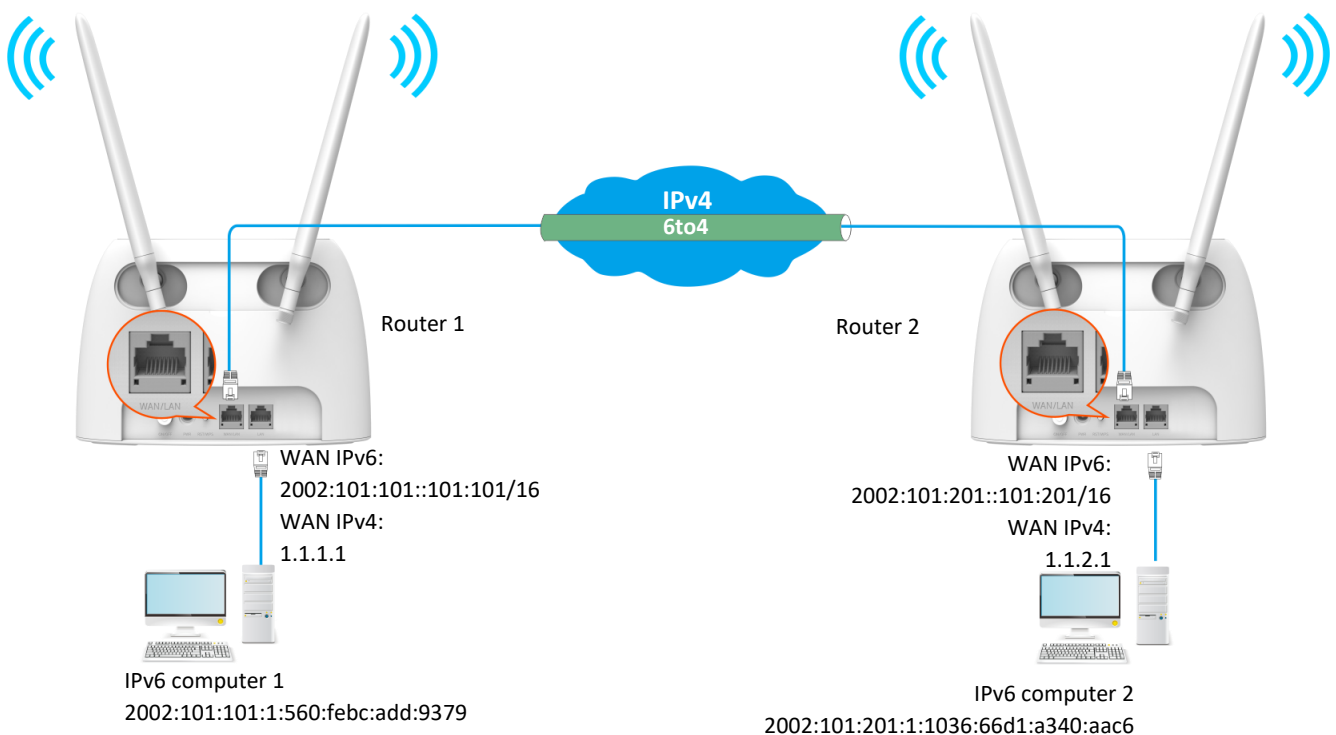 IPv4
6to4
Router 1
Router 2
WAN/LAN
WAN/LAN
WAN IPv6:
2002:101:101::101:101/16
WAN IPv4:
1.1.1.1
WAN IPv6:
2002:101:201::101:201/16
WAN IPv4:
1.1.2.1
IPv6 computer 1
2002:101:101:1:560:febc:add:9379
IPv6 computer 2
2002:101:201:1:1036:66d1:a340:aac6